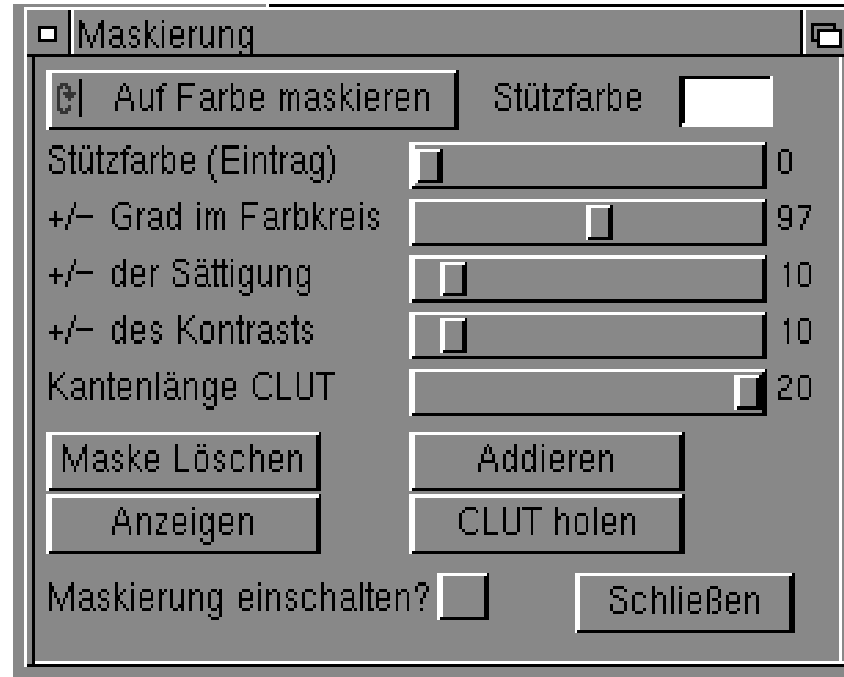 Maskierung
Auf Farbe maskieren Stützfarbe
Stützfarbe (Eintrag) 0
+/− Grad im Farbkreis 97
+/− der Sättigung 10
+/− des Kontrasts 10
Kantenlänge CLUT 20
Maske Löschen Addieren
Anzeigen CLUT holen
Maskierung einschalten? Schließen